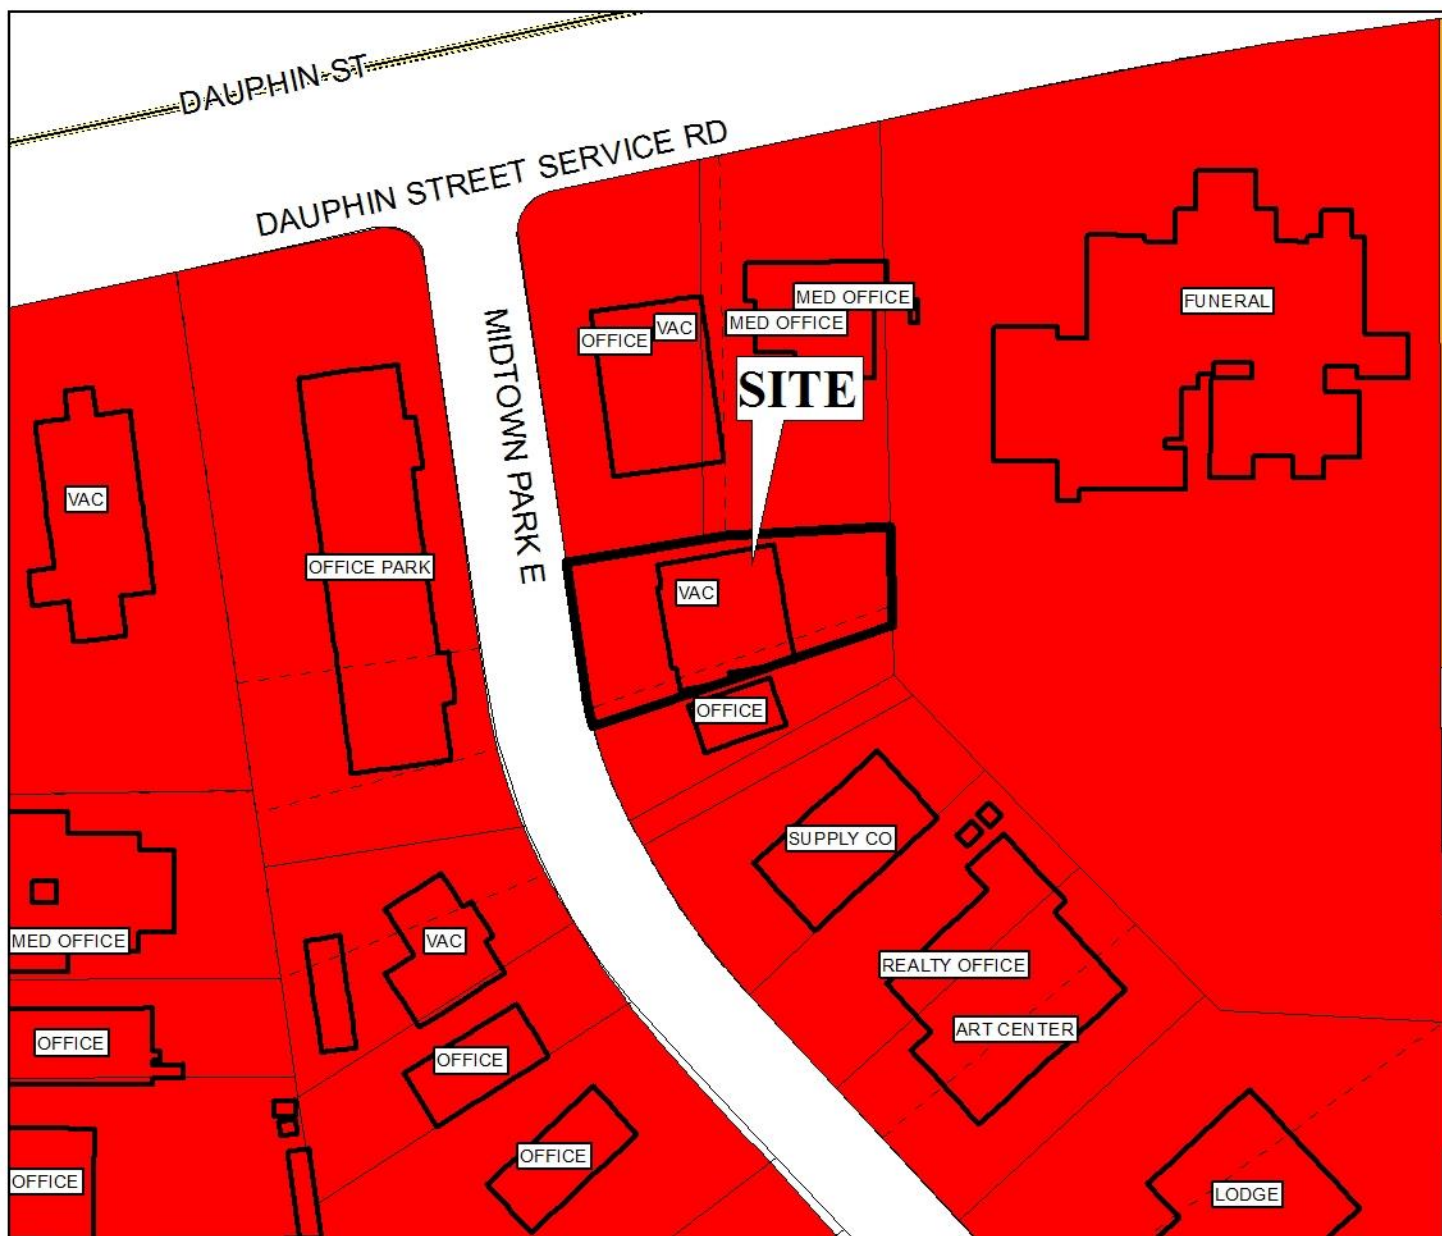 DAUPHIN ST
DAUPHIN STREET SERVICE RD
MIDTOWN PARK E
MED OFFICE
FUNERAL
MED OFFICE
VAC
OFFICE
SITE
VAC
OFFICE PARK
VAC
OFFICE
SUPPLY CO
MED OFFICE
VAC
REALTY OFFICE
ART CENTER
OFFICE
OFFICE
OFFICE
OFFICE
LODGE